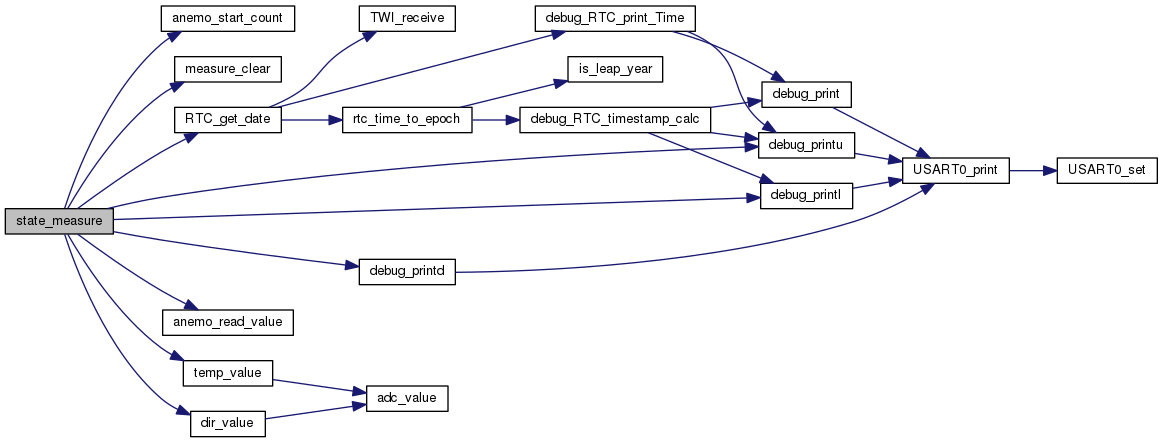 anemo_start_count
TWI_receive
debug_RTC_print_Time
measure_clear
is_leap_year
debug_print
RTC_get_date
rtc_time_to_epoch
debug_RTC_timestamp_calc
debug_printu
USART0_print
USART0_set
debug_printl
state_measure
debug_printd
anemo_read_value
temp_value
adc_value
dir_value